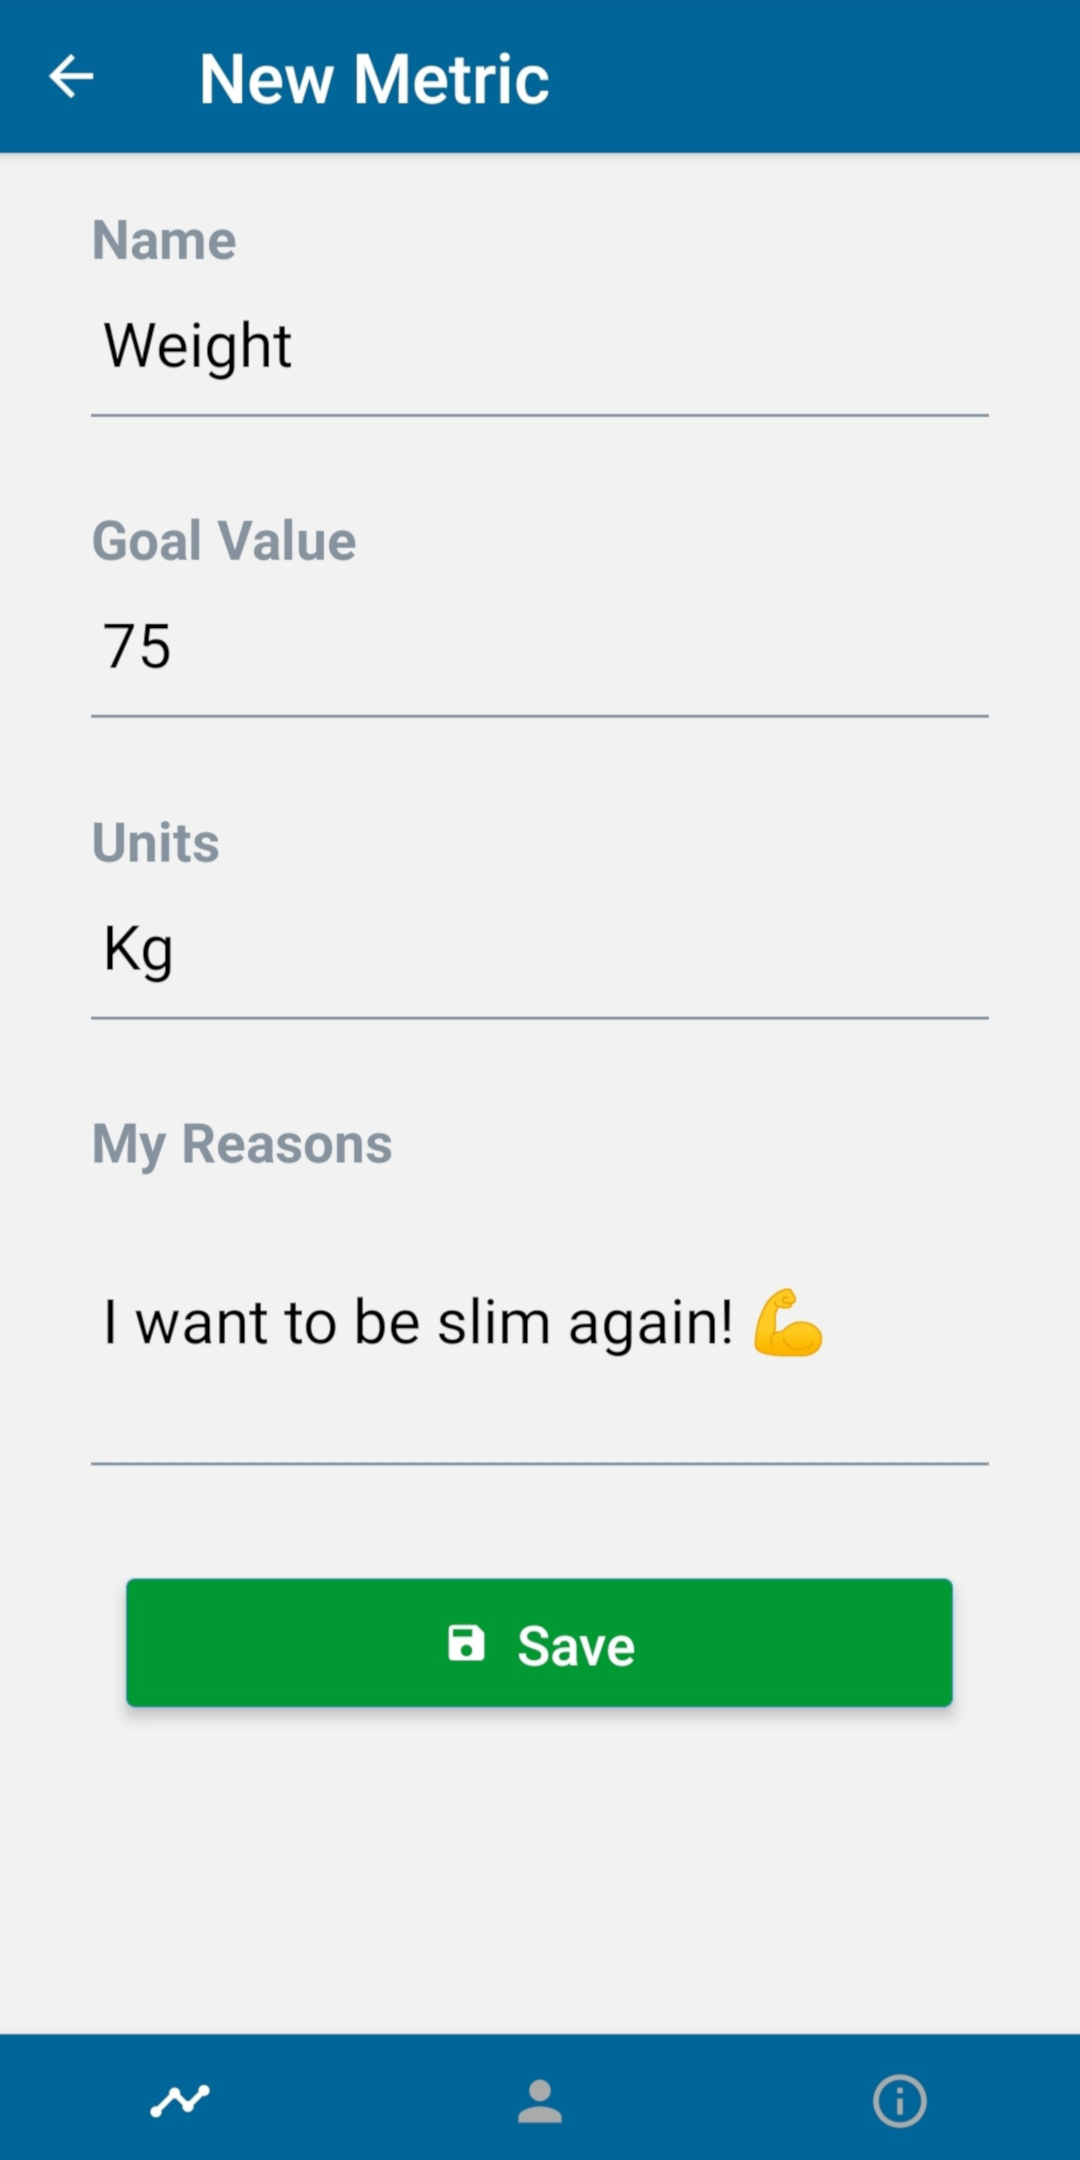 New Metric
Name
Weight
Goal Value
75
Units
Kg
My Reasons
I want to be slim again! 💪
Save